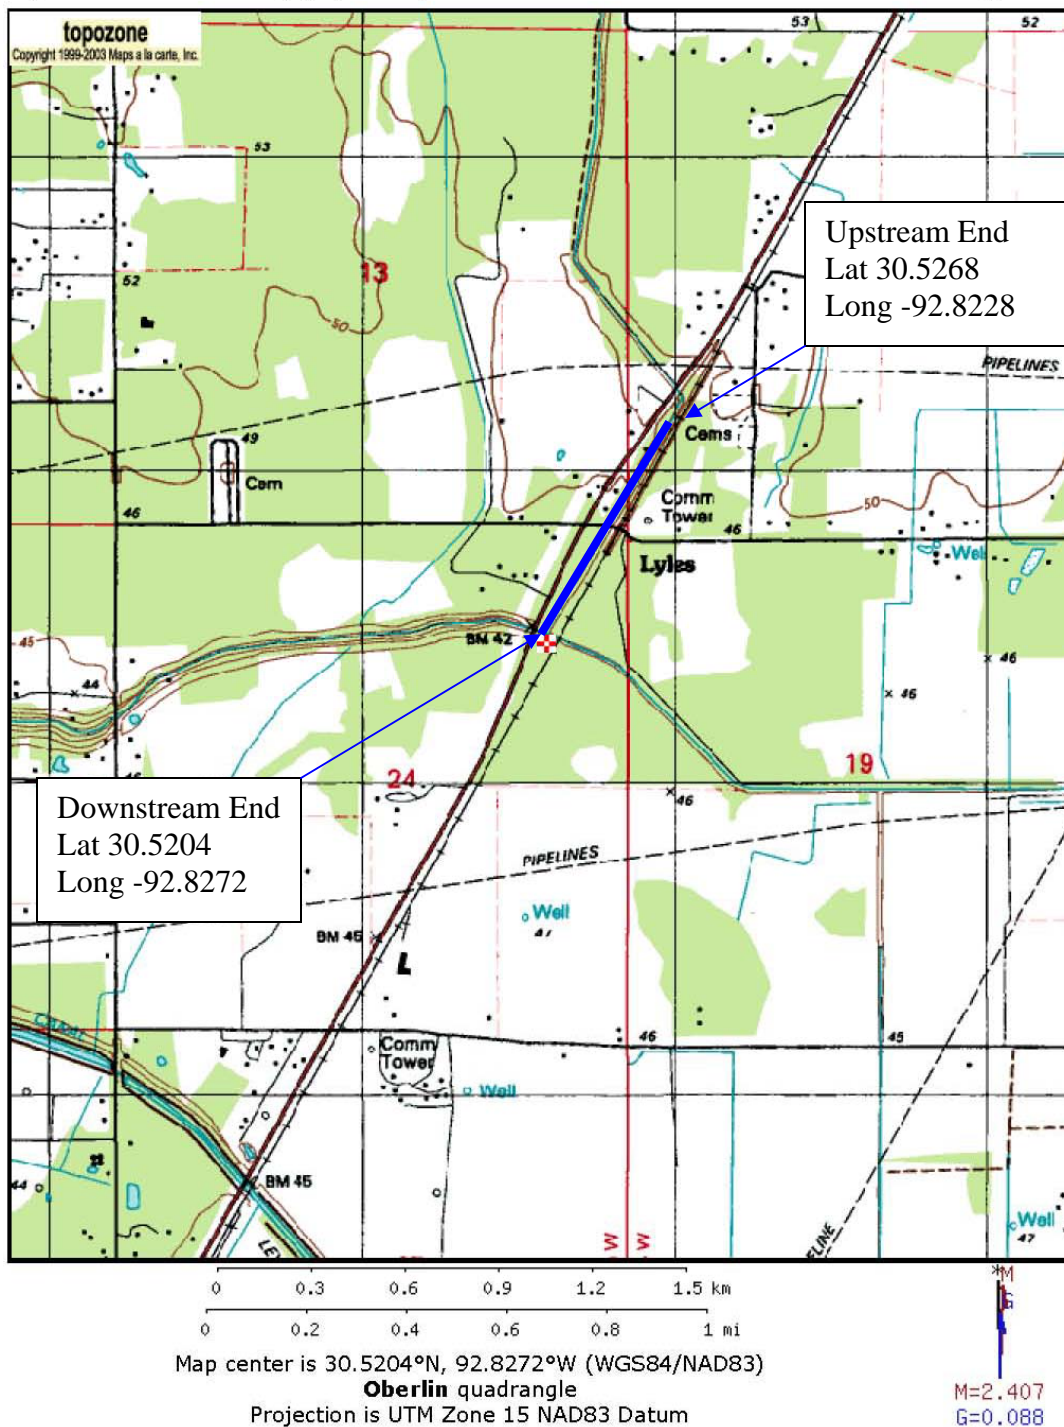 topozone
Copyright 1999-2003 Maps a la carte, Inc.
53
52
53
13
52
50
Upstream End
Lat 30.5268
Long -92.8228
PIPELINES
49
Cem
Cems
50
46
Comm
Tower
46
Lyles
Well
45
BM 42
44
46
46
24
19
46
Downstream End
Lat 30.5204
Long -92.8272
PIPELINES
Well
47
BM 45
L
46
45
Comm
Tower
Well
BM 45
44
Well
47
W W
0 0.3 0.6 0.9 1.2 1.5 km
0 0.2 0.4 0.6 0.8 1 mi
Map center is 30.5204°N, 92.8272°W (WGS84/NAD83)
Oberlin quadrangle
Projection is UTM Zone 15 NAD83 Datum
*M
G
M=2.407
G=0.088